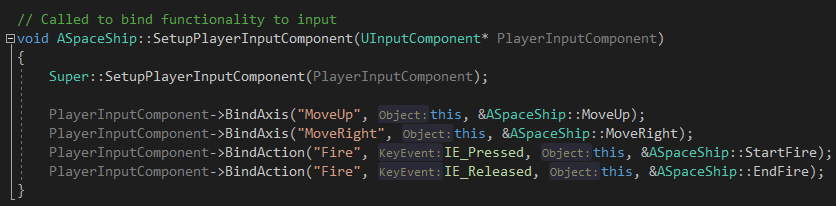 // Called to bind functionality to input
void ASpaceShip::SetupPlayerInputComponent(UInputComponent* PlayerInputComponent)
{
Super::SetupPlayerInputComponent(PlayerInputComponent);
PlayerInputComponent->BindAxis("MoveUp", Object: this, &ASpaceShip::MoveUp);
PlayerInputComponent->BindAxis("MoveRight", Object: this, &ASpaceShip::MoveRight);
PlayerInputComponent->BindAction("Fire", KeyEvent: IE_Pressed, Object: this, &ASpaceShip::StartFire);
PlayerInputComponent->BindAction("Fire", KeyEvent: IE_Released, Object: this, &ASpaceShip::EndFire);
}